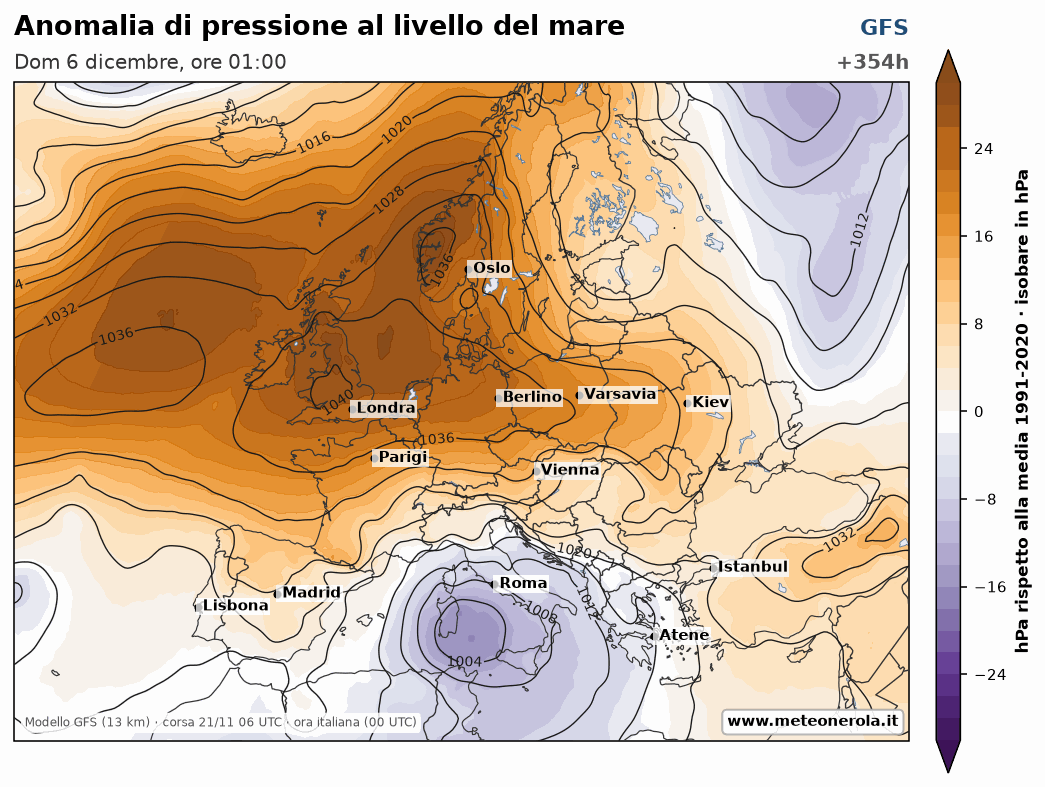 Anomalia di pressione al livello del mare
GFS
Dom 6 dicembre, ore 01:00
+354h
1016
1020
1028
1012
1036
Oslo
4
1032
1036
1040
Londra
Berlino
Varsavia
Kiev
1036
Parigi
Vienna
1032
1020
Istanbul
Roma
Madrid
1012
1008
Lisbona
Atene
1004
Modello GFS (13 km) · corsa 21/11 06 UTC · ora italiana (00 UTC)
www.meteonerola.it
24
16
8
0
−8
−16
−24
hPa rispetto alla media 1991-2020 · isobare in hPa